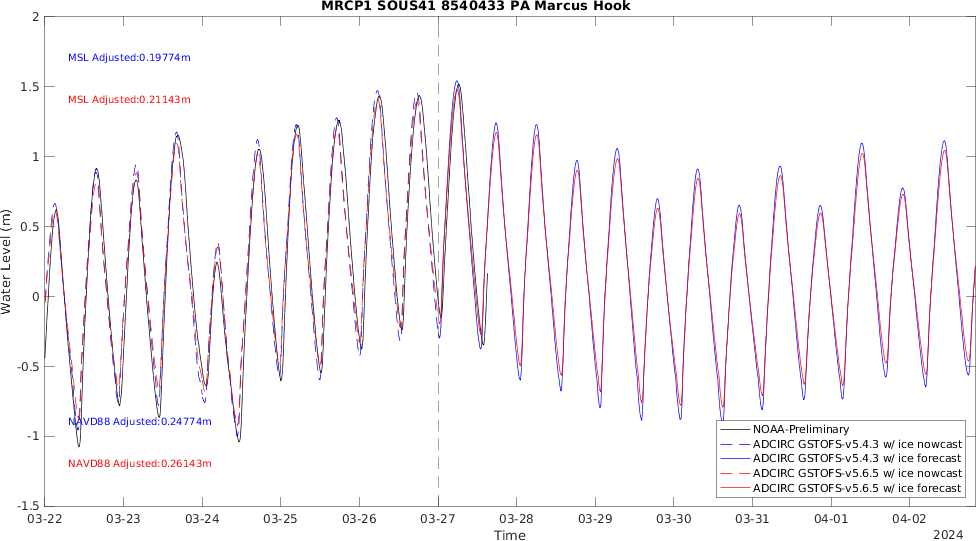 MRCP1 SOUS41 8540433 PA Marcus Hook
2
1.5
1
0.5
0
-0.5
-1
-1.5
Water Level (m)
MSL Adjusted:0.19774m
MSL Adjusted:0.21143m
NAVD88 Adjusted:0.24774m
NAVD88 Adjusted:0.26143m
NOAA-Preliminary
ADCIRC GSTOFS-v5.4.3 w/ ice nowcast
ADCIRC GSTOFS-v5.4.3 w/ ice forecast
ADCIRC GSTOFS-v5.6.5 w/ ice nowcast
ADCIRC GSTOFS-v5.6.5 w/ ice forecast
03-22 03-23 03-24 03-25 03-26 03-27 03-28 03-29 03-30 03-31 04-01 04-02
Time
2024